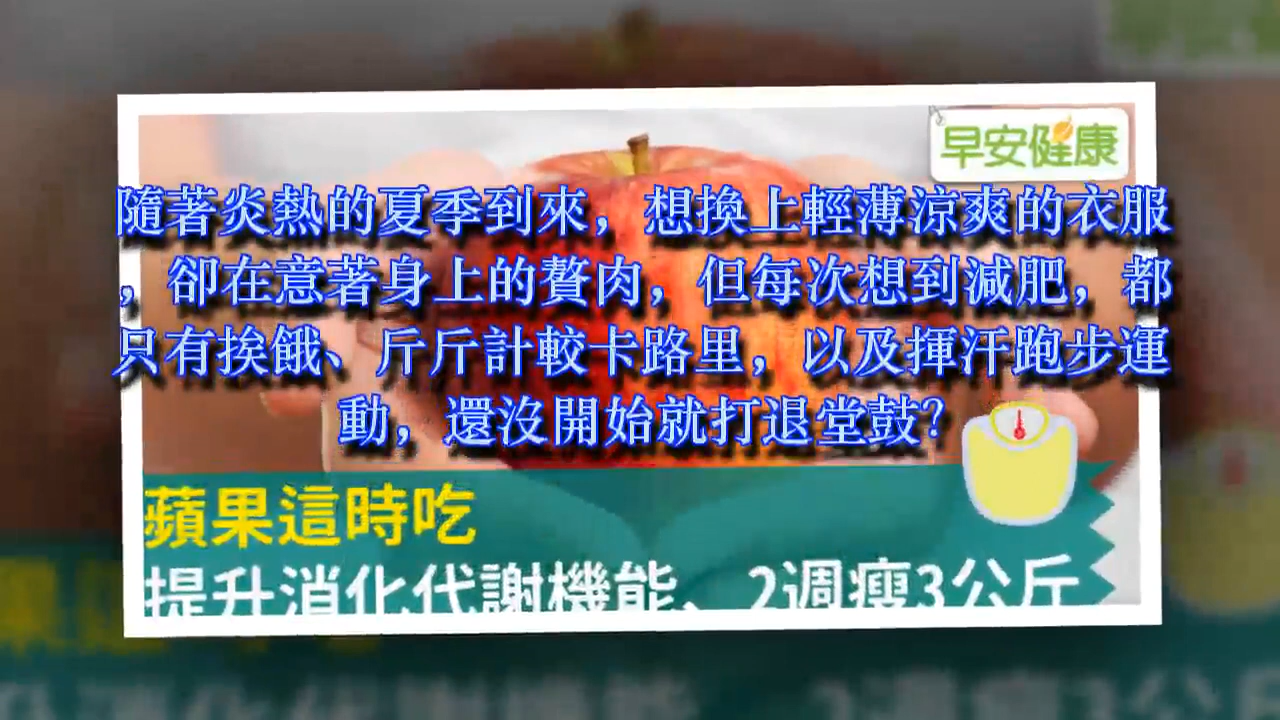 早安健康
隨著炎熱的夏季到來，想換上輕薄涼爽的衣服
，卻在意著身上的贅肉，但每次想到減肥，都
只有挨餓、斤斤計較卡路里，以及揮汗跑步運
動，還沒開始就打退堂鼓？
蘋果這時吃
提升消化代謝機能、2週瘦3公斤